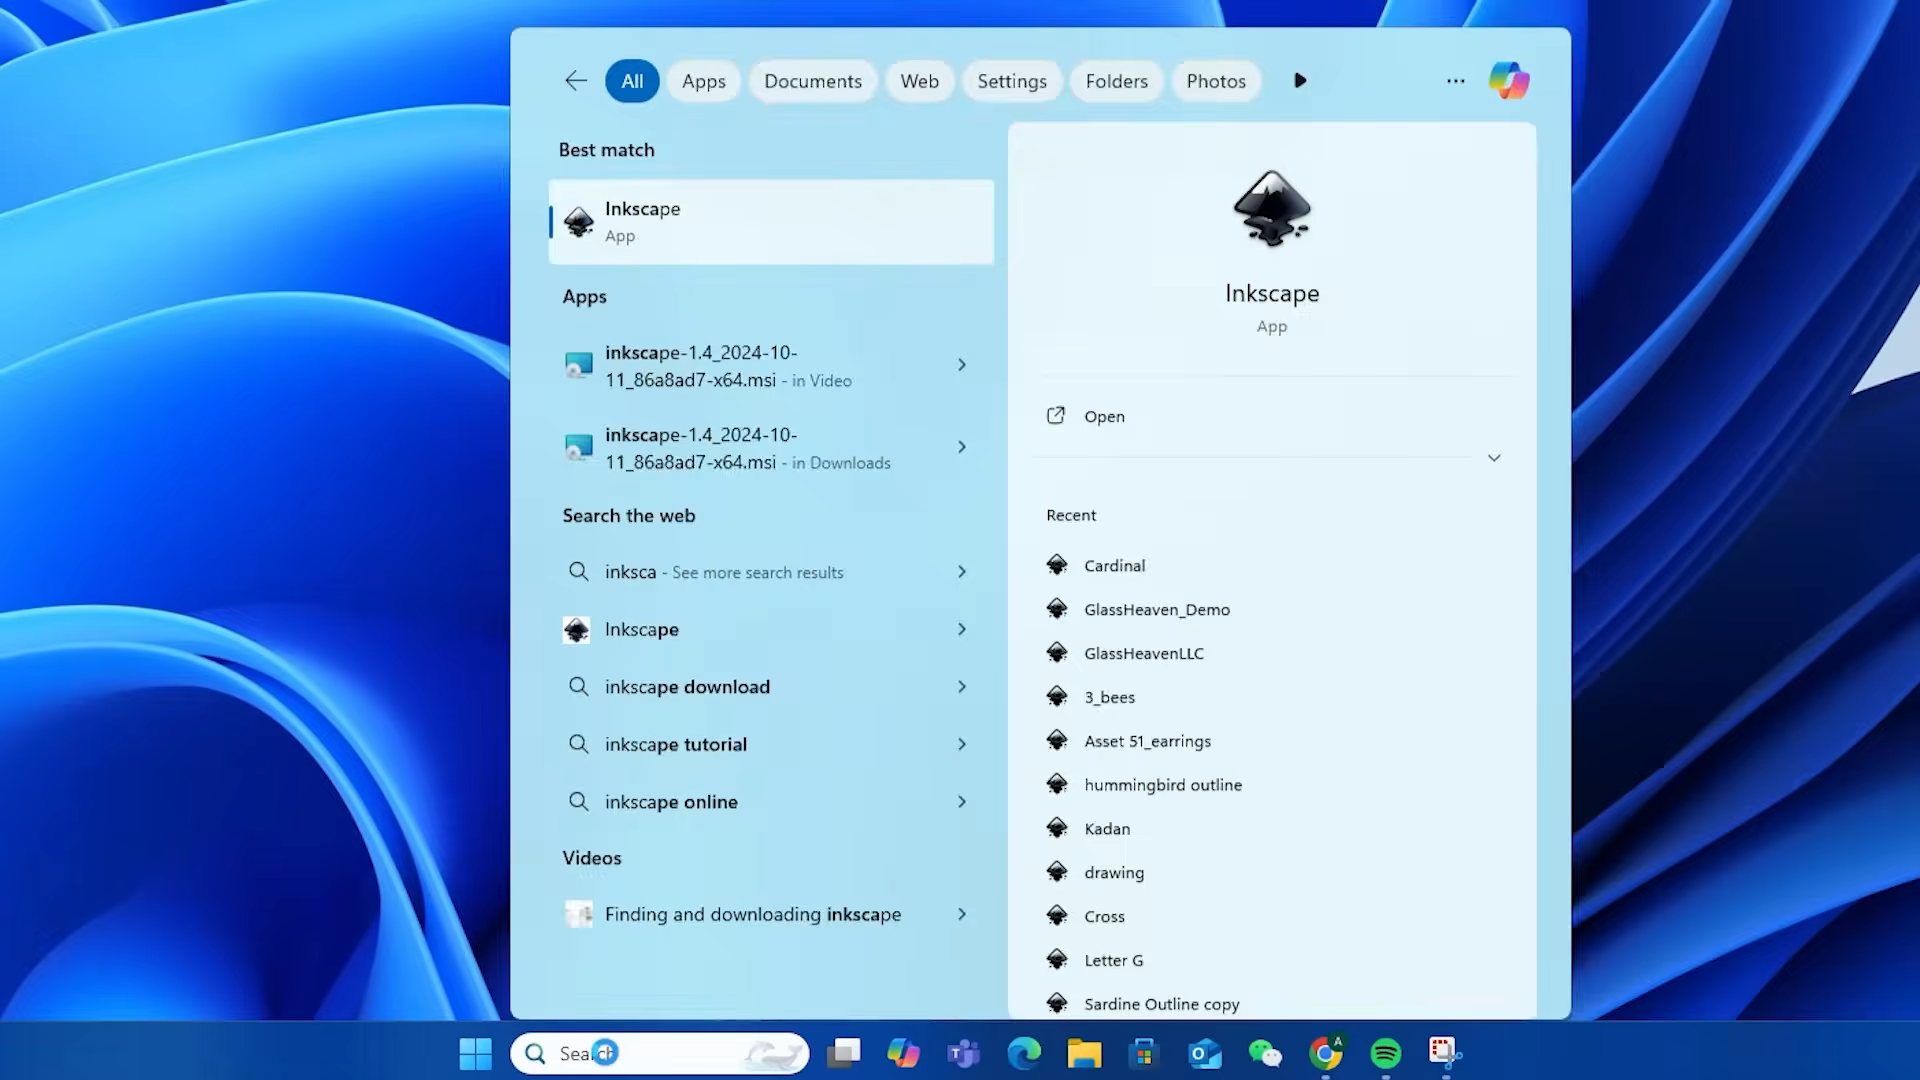 All Apps Documents Web Settings Folders Photos
Best match
Inkscape
App
Apps
inkscape-1.4_2024-10-
11_86a8ad7-x64.msi - in Video
inkscape-1.4_2024-10-
11_86a8ad7-x64.msi - in Downloads
Search the web
inksca - See more search results
Inkscape
inkscape download
inkscape tutorial
inkscape online
Videos
Finding and downloading inkscape
Inkscape
App
Open
Recent
Cardinal
GlassHeaven_Demo
GlassHeavenLLC
3_bees
Asset 51_earrings
hummingbird outline
Kadan
drawing
Cross
Letter G
Sardine Outline copy
Search
A